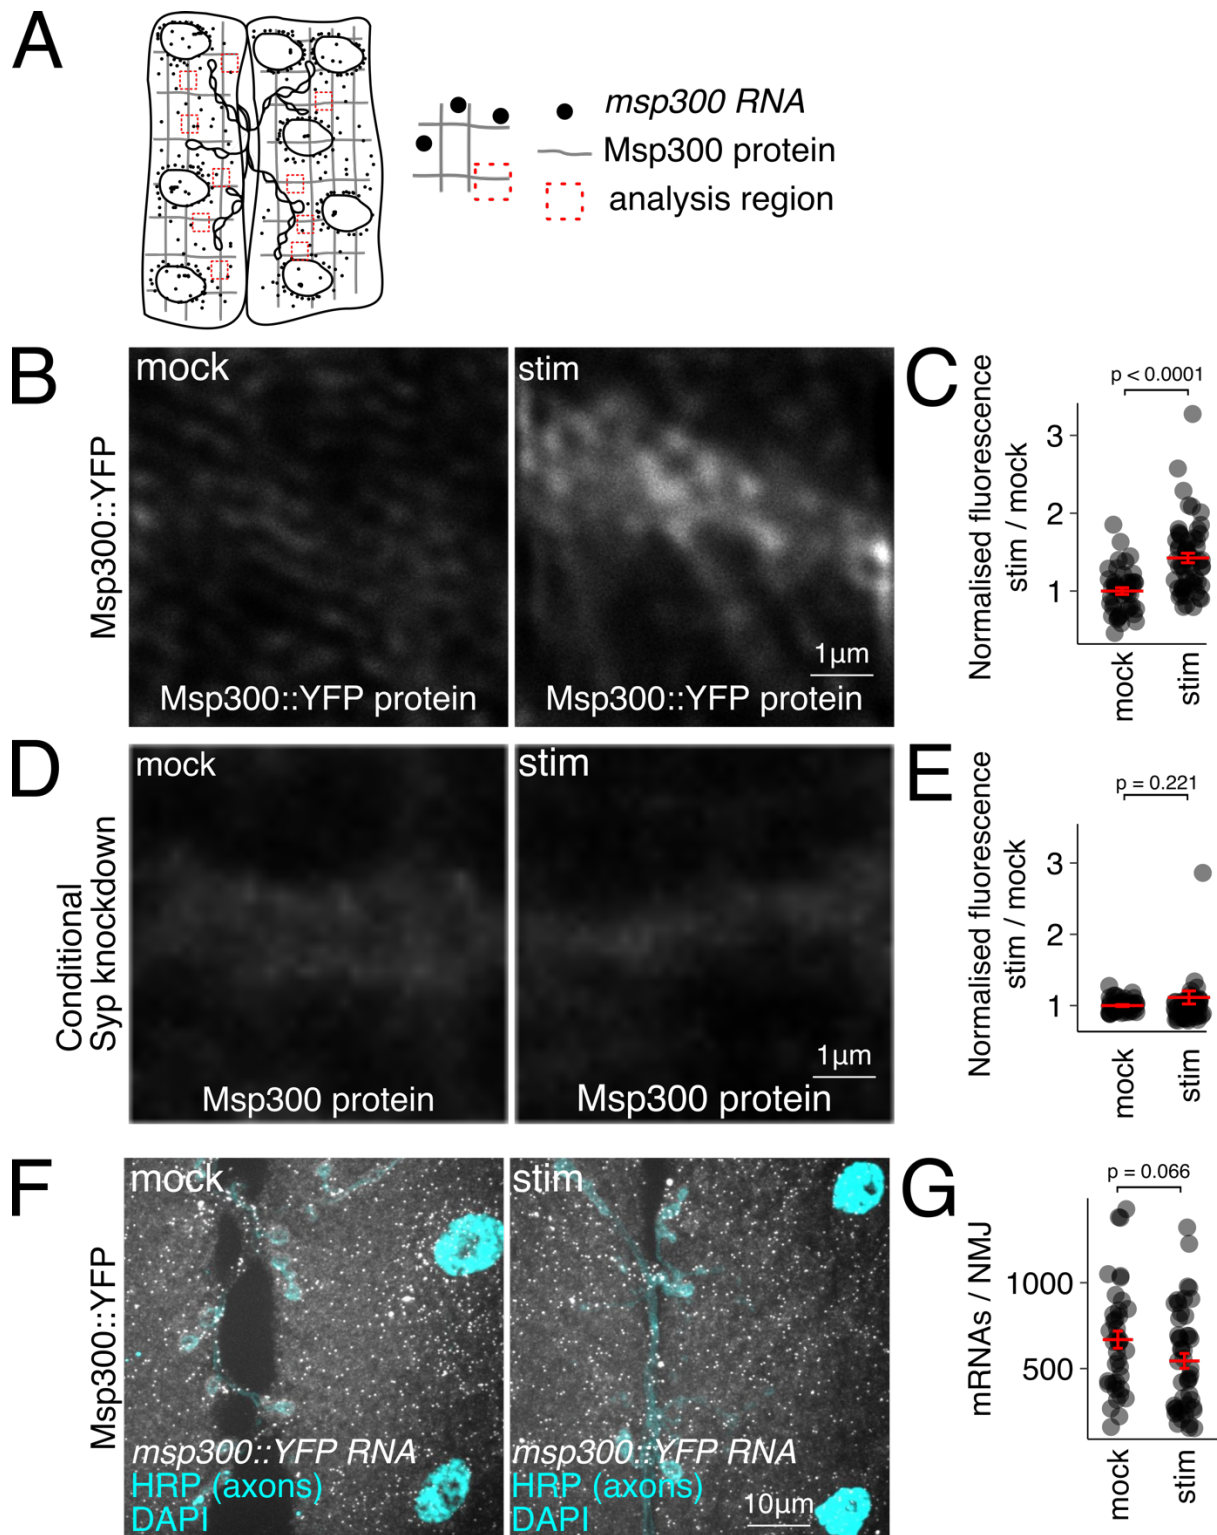 A
msp300 RNA
Msp300 protein
analysis region
B
mock
stim
Msp300::YFP
Msp300::YFP protein
Msp300::YFP protein
1μm
C
Normalised fluorescence
stim / mock
p < 0.0001
3
2
1
mock
stim
D
mock
stim
Conditional
Syp knockdown
Msp300 protein
Msp300 protein
1μm
E
Normalised fluorescence
stim / mock
p = 0.221
3
2
1
mock
stim
F
mock
stim
Msp300::YFP
msp300::YFP RNA
HRP (axons)
DAPI
msp300::YFP RNA
HRP (axons)
DAPI
10μm
G
mRNAs / NMJ
p = 0.066
1000
500
mock
stim